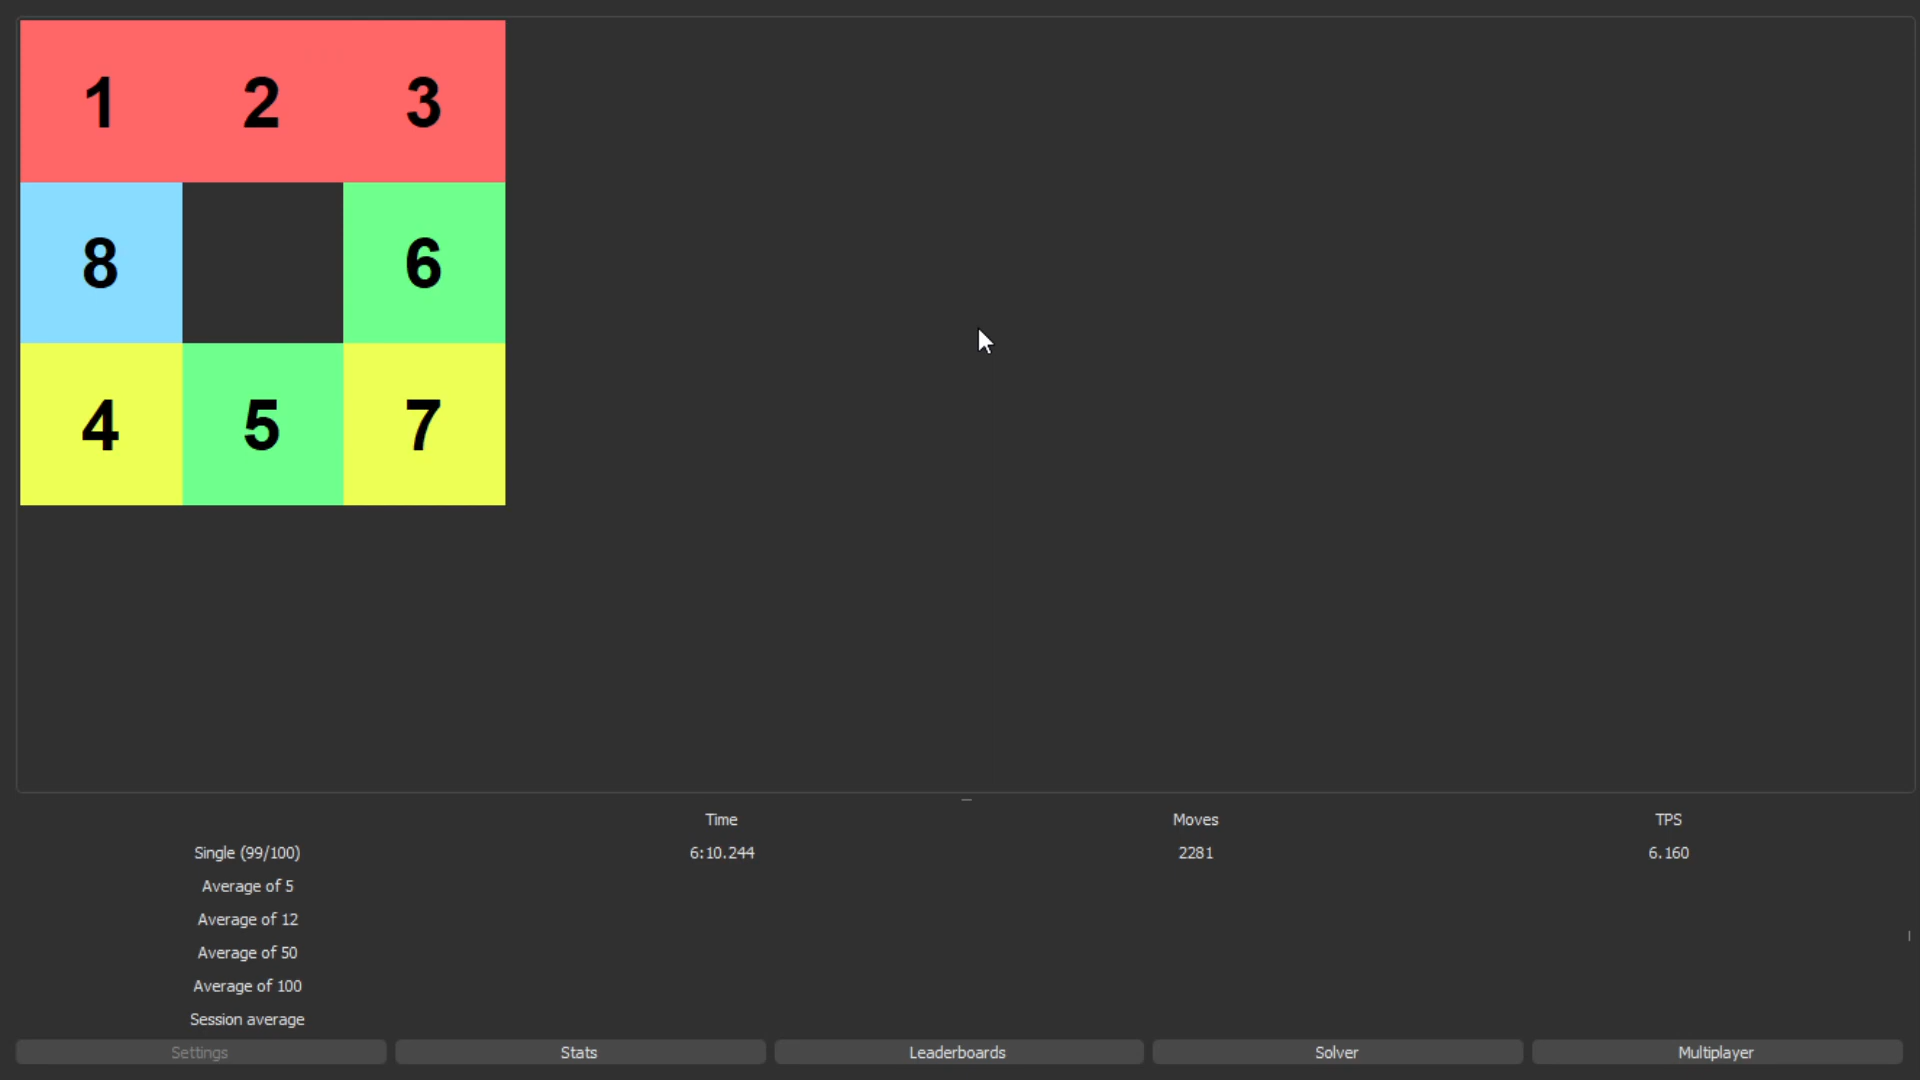 1 2 3
8 6
4 5 7
Time Moves TPS
Single (99/100) 6:10.244 2281 6.160
Average of 5
Average of 12
Average of 50
Average of 100
Session average
Settings Stats Leaderboards Solver Multiplayer